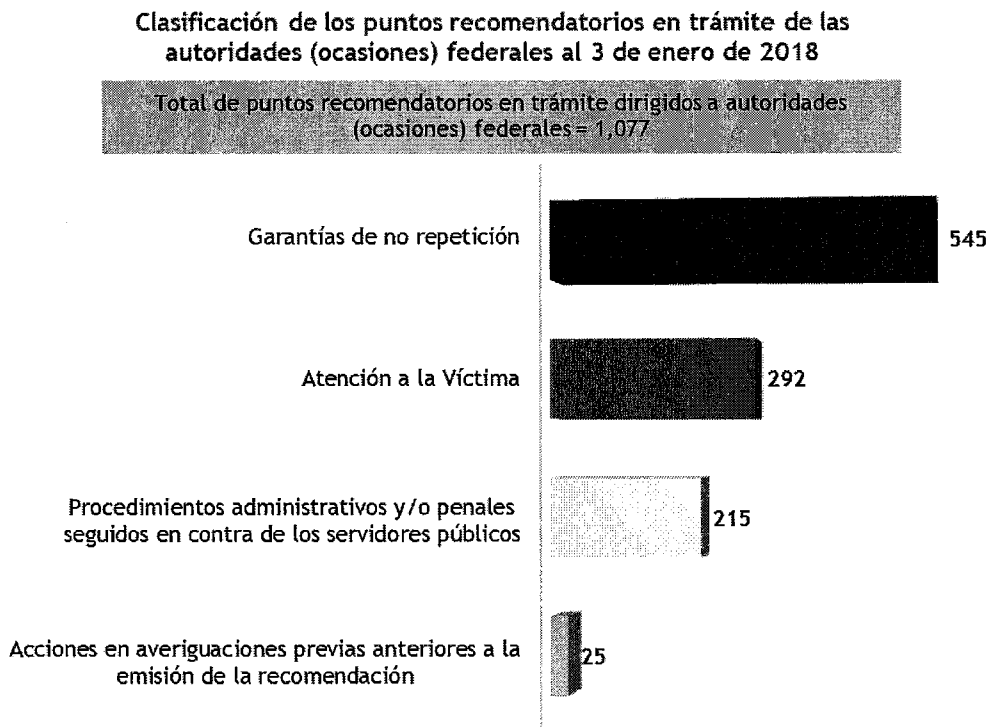 Clasificación de los puntos recomendatorios en trámite de las
autoridades (ocasiones) federales al 3 de enero de 2018
Total de puntos recomendatorios en trámite dirigidos a autoridades
(ocasiones) federales = 1,077
Garantías de no repetición
545
Atención a la Víctima
292
Procedimientos administrativos y/o penales
seguidos en contra de los servidores públicos
215
Acciones en averiguaciones previas anteriores a la
emisión de la recomendación
25